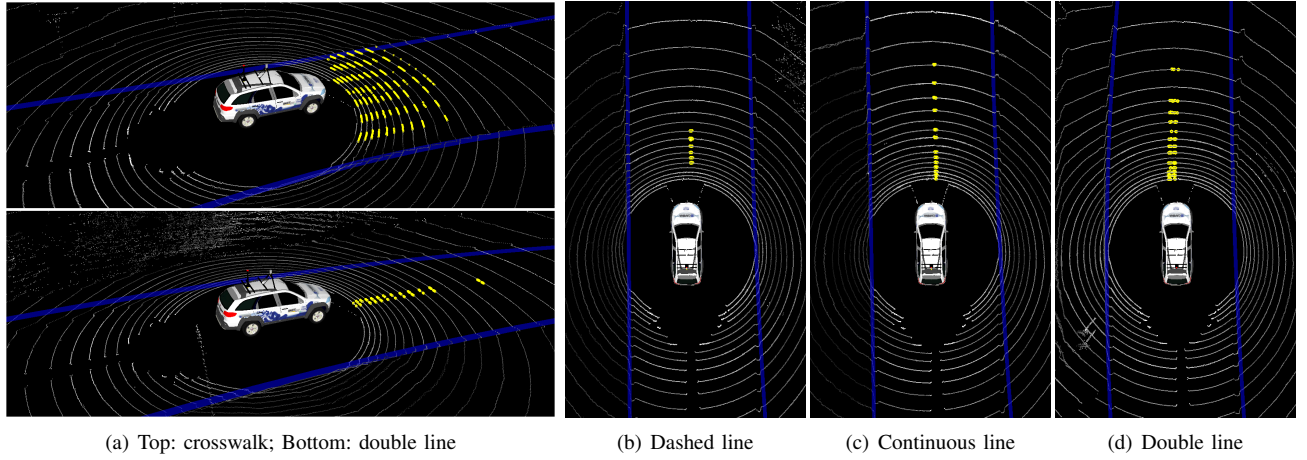 (a) Top: crosswalk; Bottom: double line
(b) Dashed line
(c) Continuous line
(d) Double line